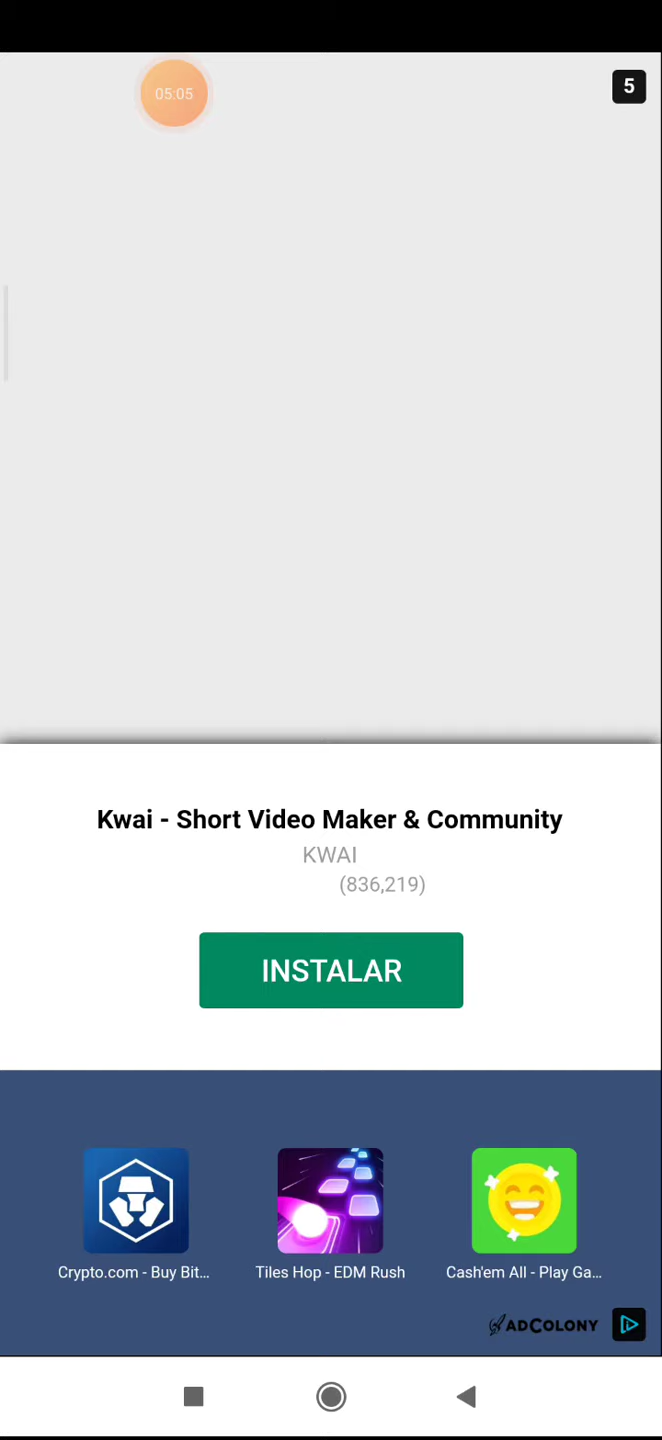 05:05
5
Kwai - Short Video Maker & Community
KWAI
(836,219)
INSTALAR
Crypto.com - Buy Bit...
Tiles Hop - EDM Rush
Cash'em All - Play Ga...
ADCOLONY